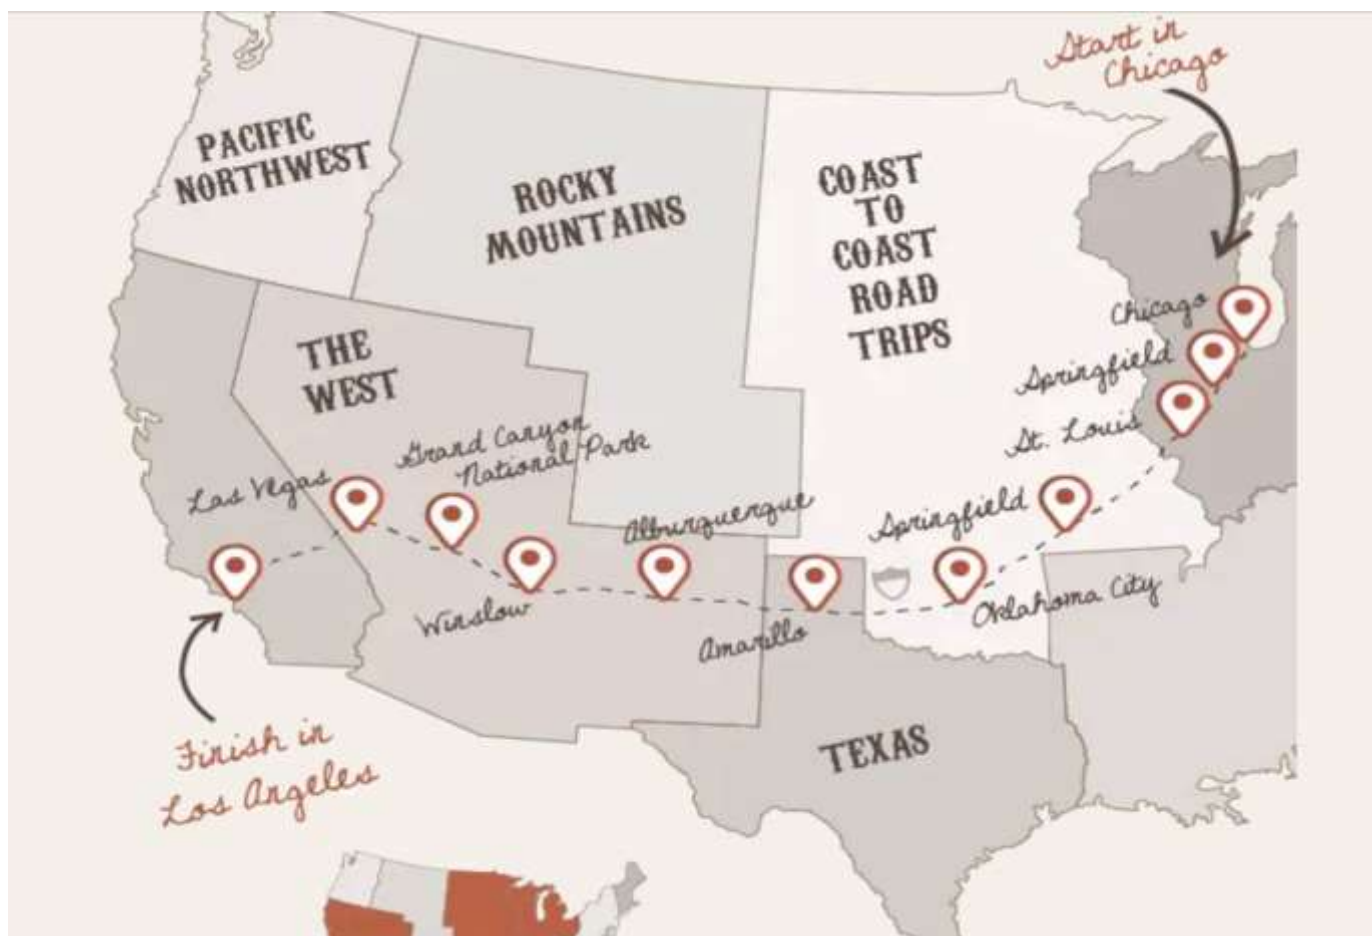 Start in
Chicago
PACIFIC
NORTHWEST
ROCKY
MOUNTAINS
COAST
TO
COAST
ROAD
TRIPS
THE
WEST
Chicago
Springfield
St. Louis
Grand Canyon
National Park
Las Vegas
Alburquerque
Springfield
Winslow
Amarillo
Oklahoma City
TEXAS
Finish in
Los Angeles